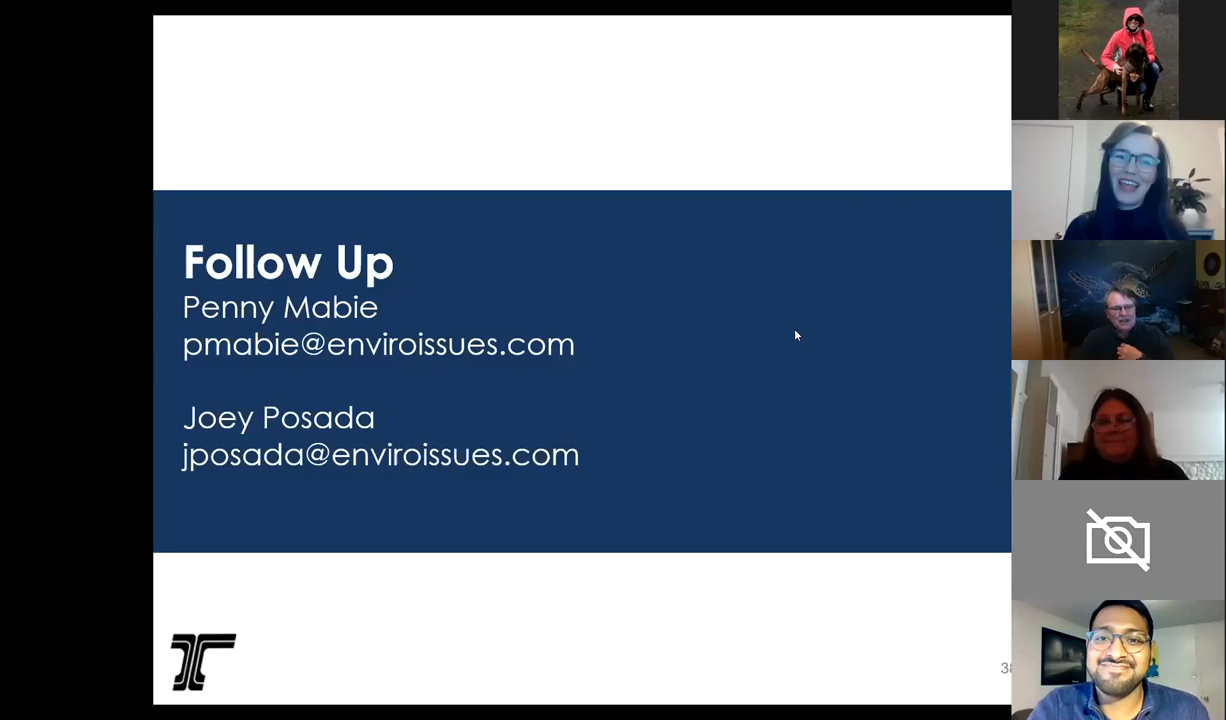 Follow Up
Penny Mabie
pmabie@enviroissues.com
Joey Posada
jposada@enviroissues.com